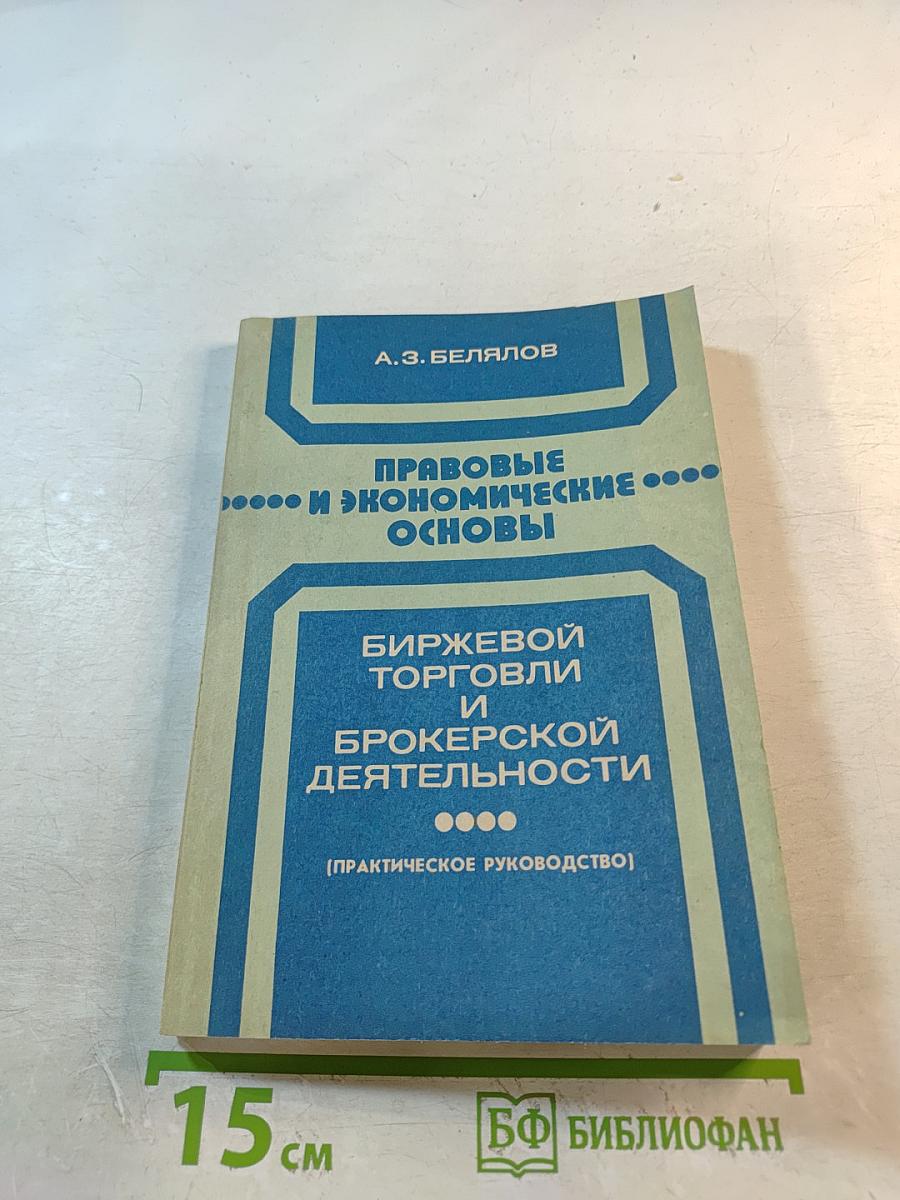 А.З.БЕЛЯЛОВ
ПРАВОВЫЕ
И ЭКОНОМИЧЕСКИЕ
ОСНОВЫ
БИРЖЕВОЙ
ТОРГОВЛИ
И
БРОКЕРСКОЙ
ДЕЯТЕЛЬНОСТИ
(ПРАКТИЧЕСКОЕ РУКОВОДСТВО)
15 см
БФ БИБЛИОФАН